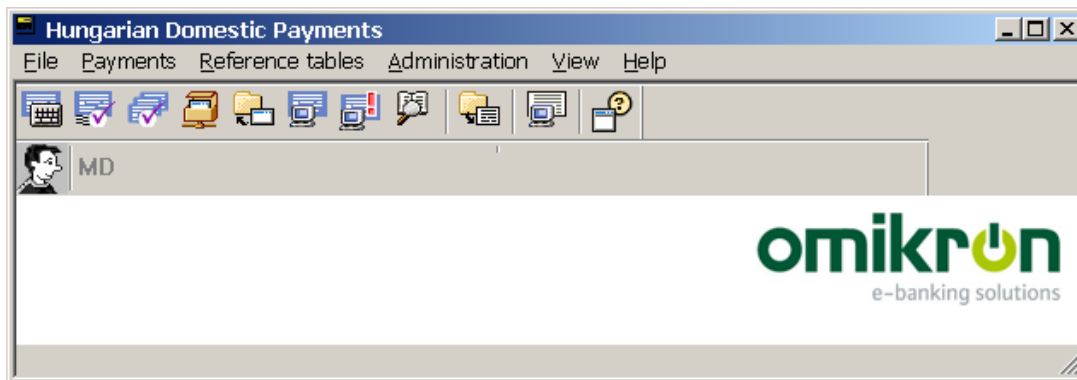 Hungarian Domestic Payments
File Payments Reference tables Administration View Help
MD
omikron
e-banking solutions